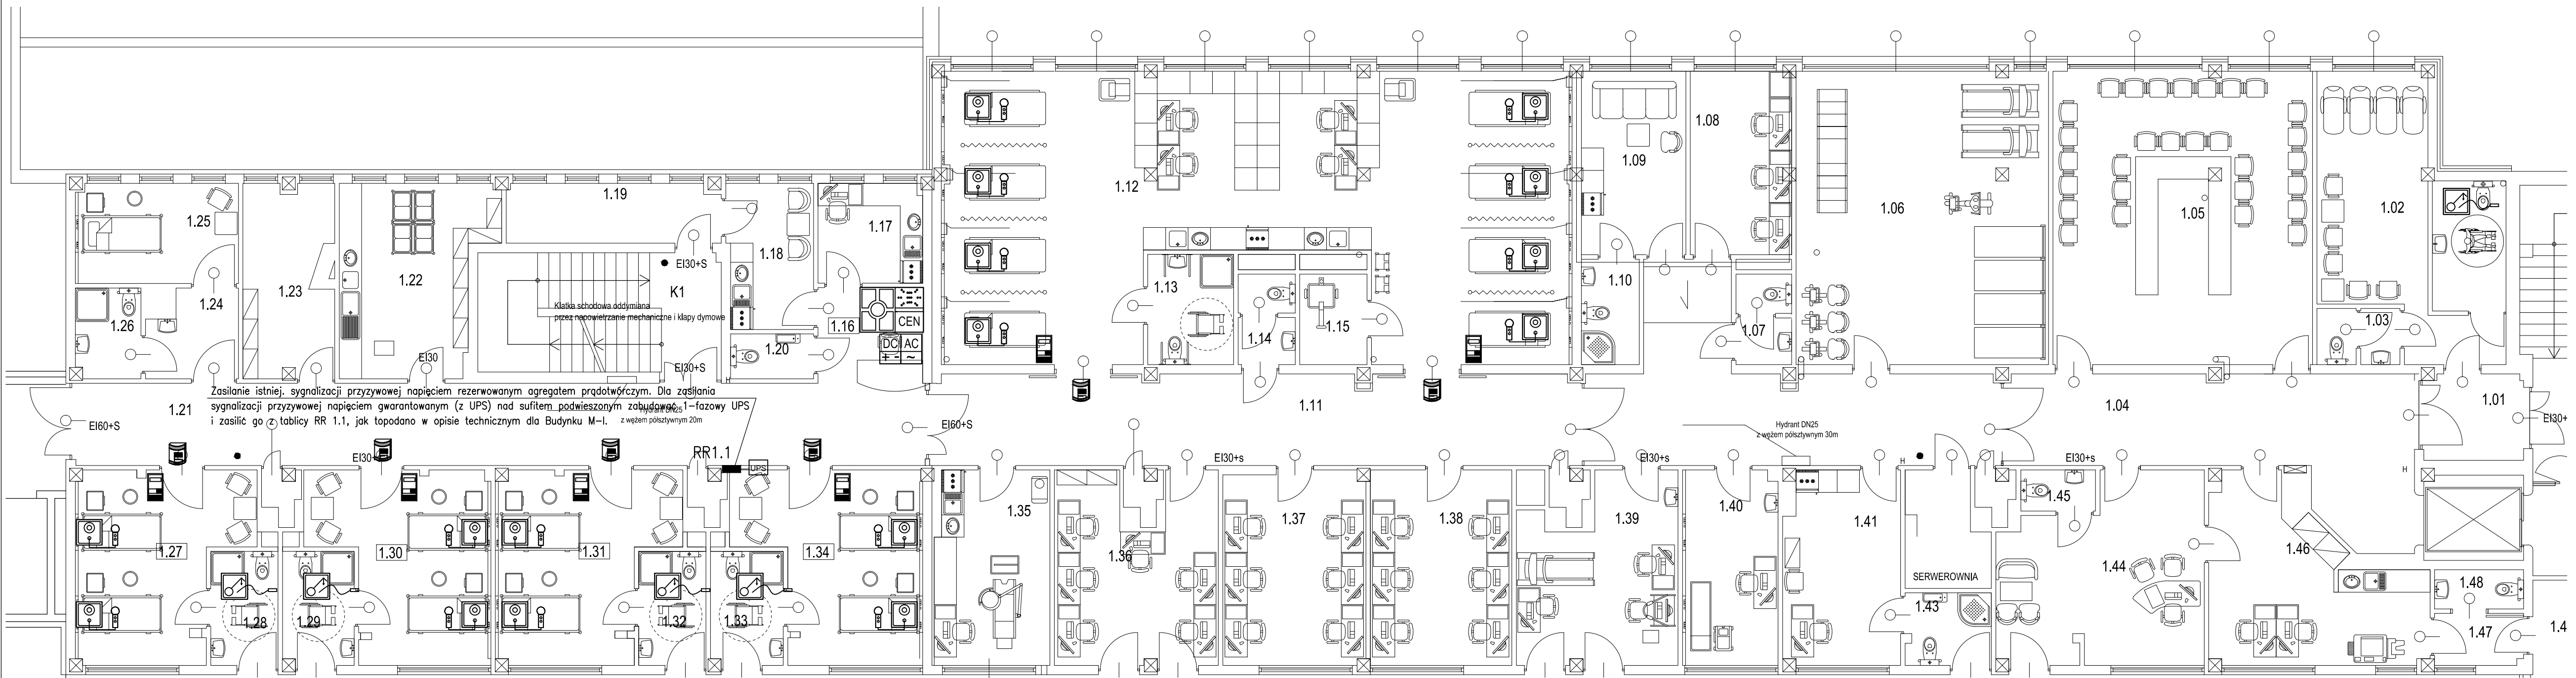 1.19
1.25
1.24
1.26
1.23
1.22
K1
EI30+S
Klatka schodowa oddymiana
przez napowietrzanie mechaniczne i klapy dymowe
EI30
EI30+S
1.18
1.17
1.16
CEN
DC
AC
+ -
~
1.20
H
1.12
1.13
1.14
1.15
1.09
1.08
1.10
1.07
1.06
1.05
1.02
1.03
1.21
EI60+S
Zasilanie istniej. sygnalizacji przyzywowej napięciem rezerwowanym agregatem prądotwórczym. Dla zasilania
sygnalizacji przyzywowej napięciem gwarantowanym (z UPS) nad sufitem podwieszonym zabudować 1-fazowy UPS
i zasilić go z tablicy RR 1.1, jak topodano w opisie technicznym dla Budynku M-I.
Hydrant DN25
z wężem półsztywnym 20m
EI60+S
1.11
1.04
1.01
EI30+
Hydrant DN25
z wężem półsztywnym 30m
EI30+
RR1.1
UPS
EI30+s
EI30+s
H
EI30+s
H
1.27
1.28
1.29
1.30
1.31
1.32
1.33
1.34
1.35
1.36
1.37
1.38
1.39
1.40
1.41
SERWEROWNIA
1.43
1.44
1.45
1.46
1.48
1.47
1.4